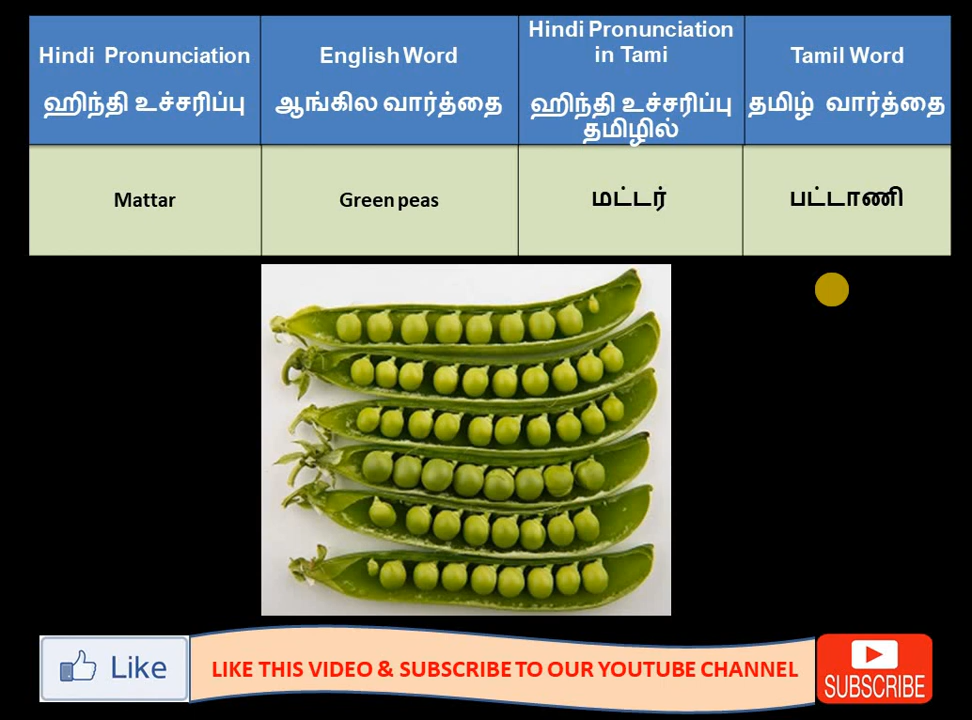 Hindi Pronunciation
ஹிந்தி உச்சரிப்பு
English Word
ஆங்கில வார்த்தை
Hindi Pronunciation
in Tami
ஹிந்தி உச்சரிப்பு
தமிழில்
Tamil Word
தமிழ் வார்த்தை
Mattar
Green peas
மட்டர்
பட்டாணி
Like
LIKE THIS VIDEO & SUBSCRIBE TO OUR YOUTUBE CHANNEL
SUBSCRIBE